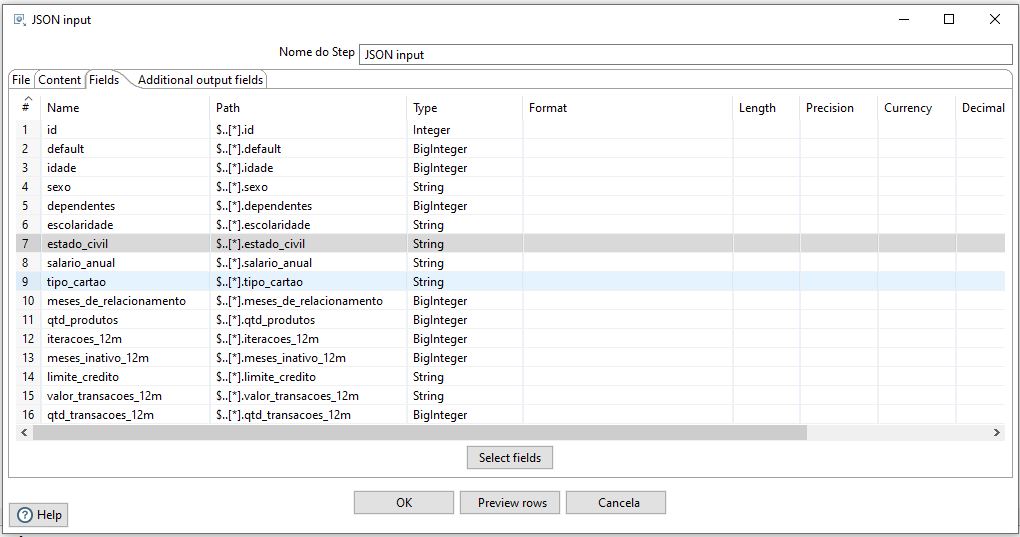 JSON input
Nome do Step JSON input
File Content Fields Additional output fields
# Name Path Type Format Length Precision Currency Decimal
1 id $..[*].id Integer
2 default $..[*].default BigInteger
3 idade $..[*].idade BigInteger
4 sexo $..[*].sexo String
5 dependentes $..[*].dependentes BigInteger
6 escolaridade $..[*].escolaridade String
7 estado_civil $..[*].estado_civil String
8 salario_anual $..[*].salario_anual String
9 tipo_cartao $..[*].tipo_cartao String
10 meses_de_relacionamento $..[*].meses_de_relacionamento BigInteger
11 qtd_produtos $..[*].qtd_produtos BigInteger
12 iteracoes_12m $..[*].iteracoes_12m BigInteger
13 meses_inativo_12m $..[*].meses_inativo_12m BigInteger
14 limite_credito $..[*].limite_credito String
15 valor_transacoes_12m $..[*].valor_transacoes_12m String
16 qtd_transacoes_12m $..[*].qtd_transacoes_12m BigInteger
Select fields
OK Preview rows Cancela
Help